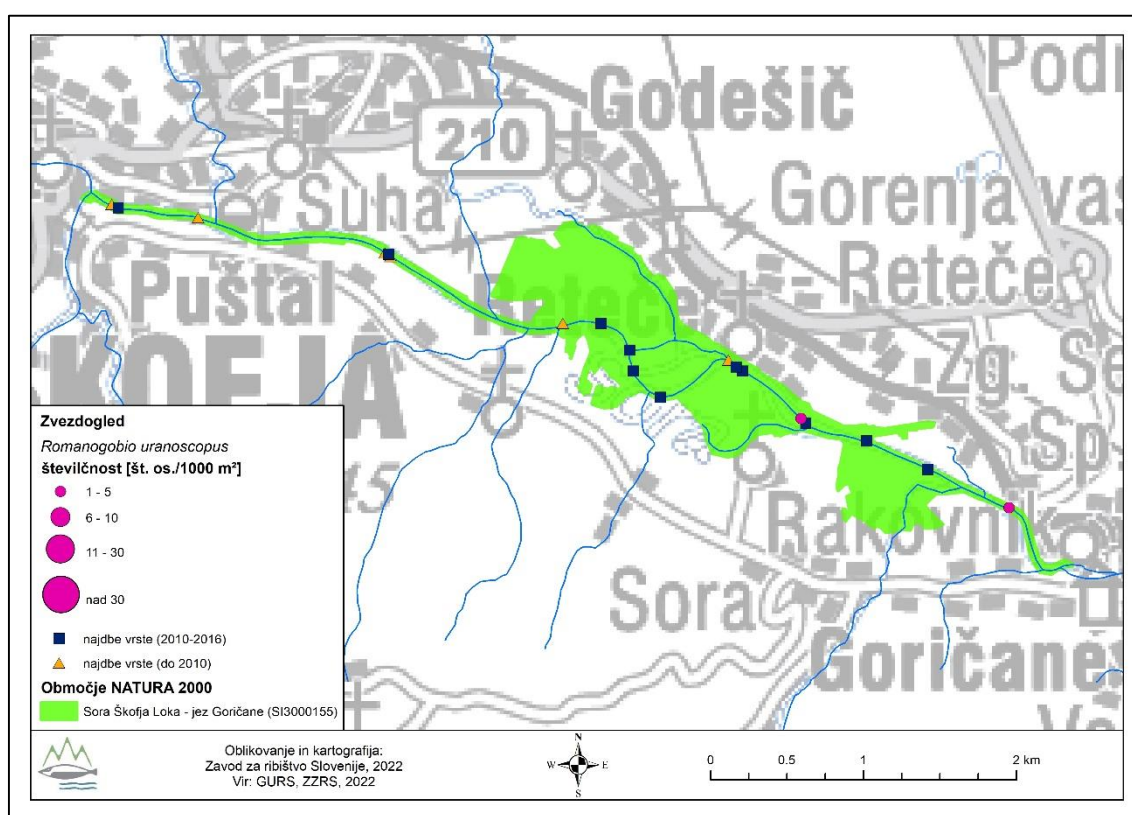 Podr
Godešič
210
Gorenja vas
Suha
- Reteče
Puštal
Rateče
Zg. Se
KOFJA
Sp.
Rakovnik
Sora
Goričane
Va
Zvezdogled
Romanogobio uranoscopus
številčnost [št. os./1000 m²]
1 - 5
6 - 10
11 - 30
nad 30
najdbe vrste (2010-2016)
najdbe vrste (do 2010)
Območje NATURA 2000
Sora Škofja Loka - jez Goričane (SI3000155)
Oblikovanje in kartografija:
Zavod za ribištvo Slovenije, 2022
Vir: GURS, ZZRS, 2022
N
W
E
S
0
0.5
1
2 km